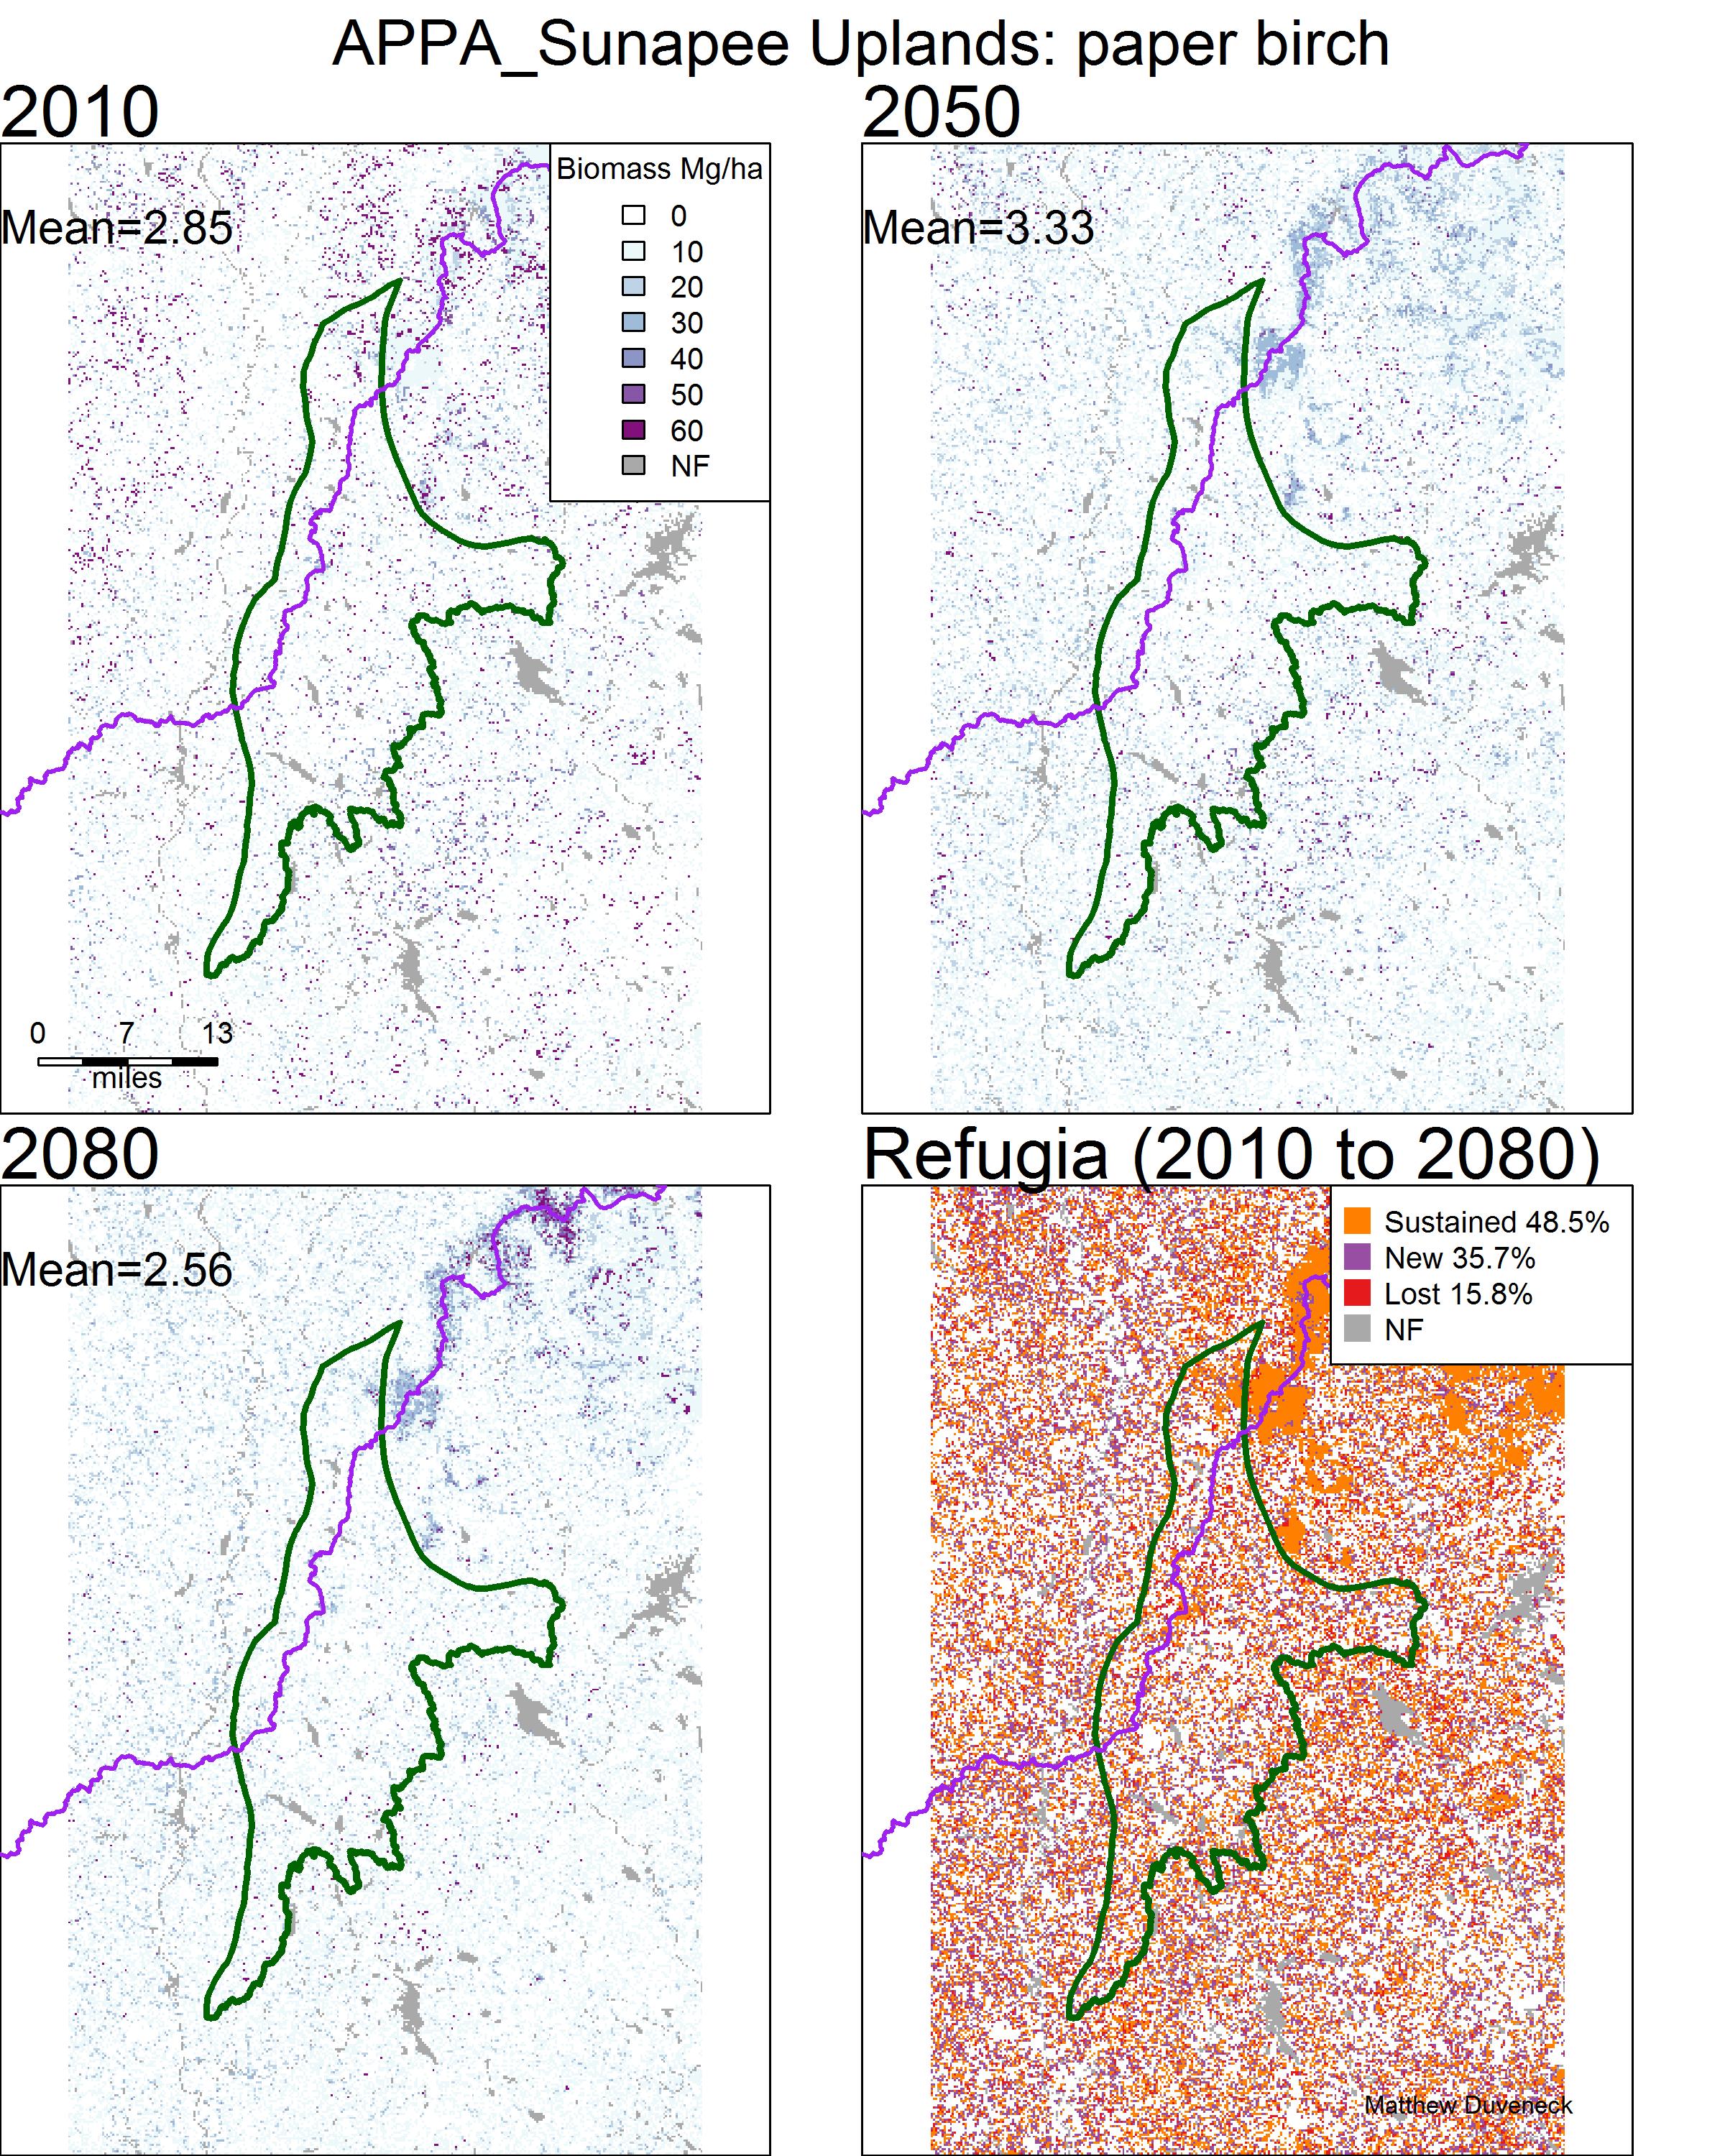 APPA_Sunapee Uplands: paper birch
2010
Mean=2.85
Biomass Mg/ha
0
10
20
30
40
50
60
NF
0 7 13
miles
2050
Mean=3.33
2080
Mean=2.56
Refugia (2010 to 2080)
Sustained 48.5%
New 35.7%
Lost 15.8%
NF
Matthew Duveneck